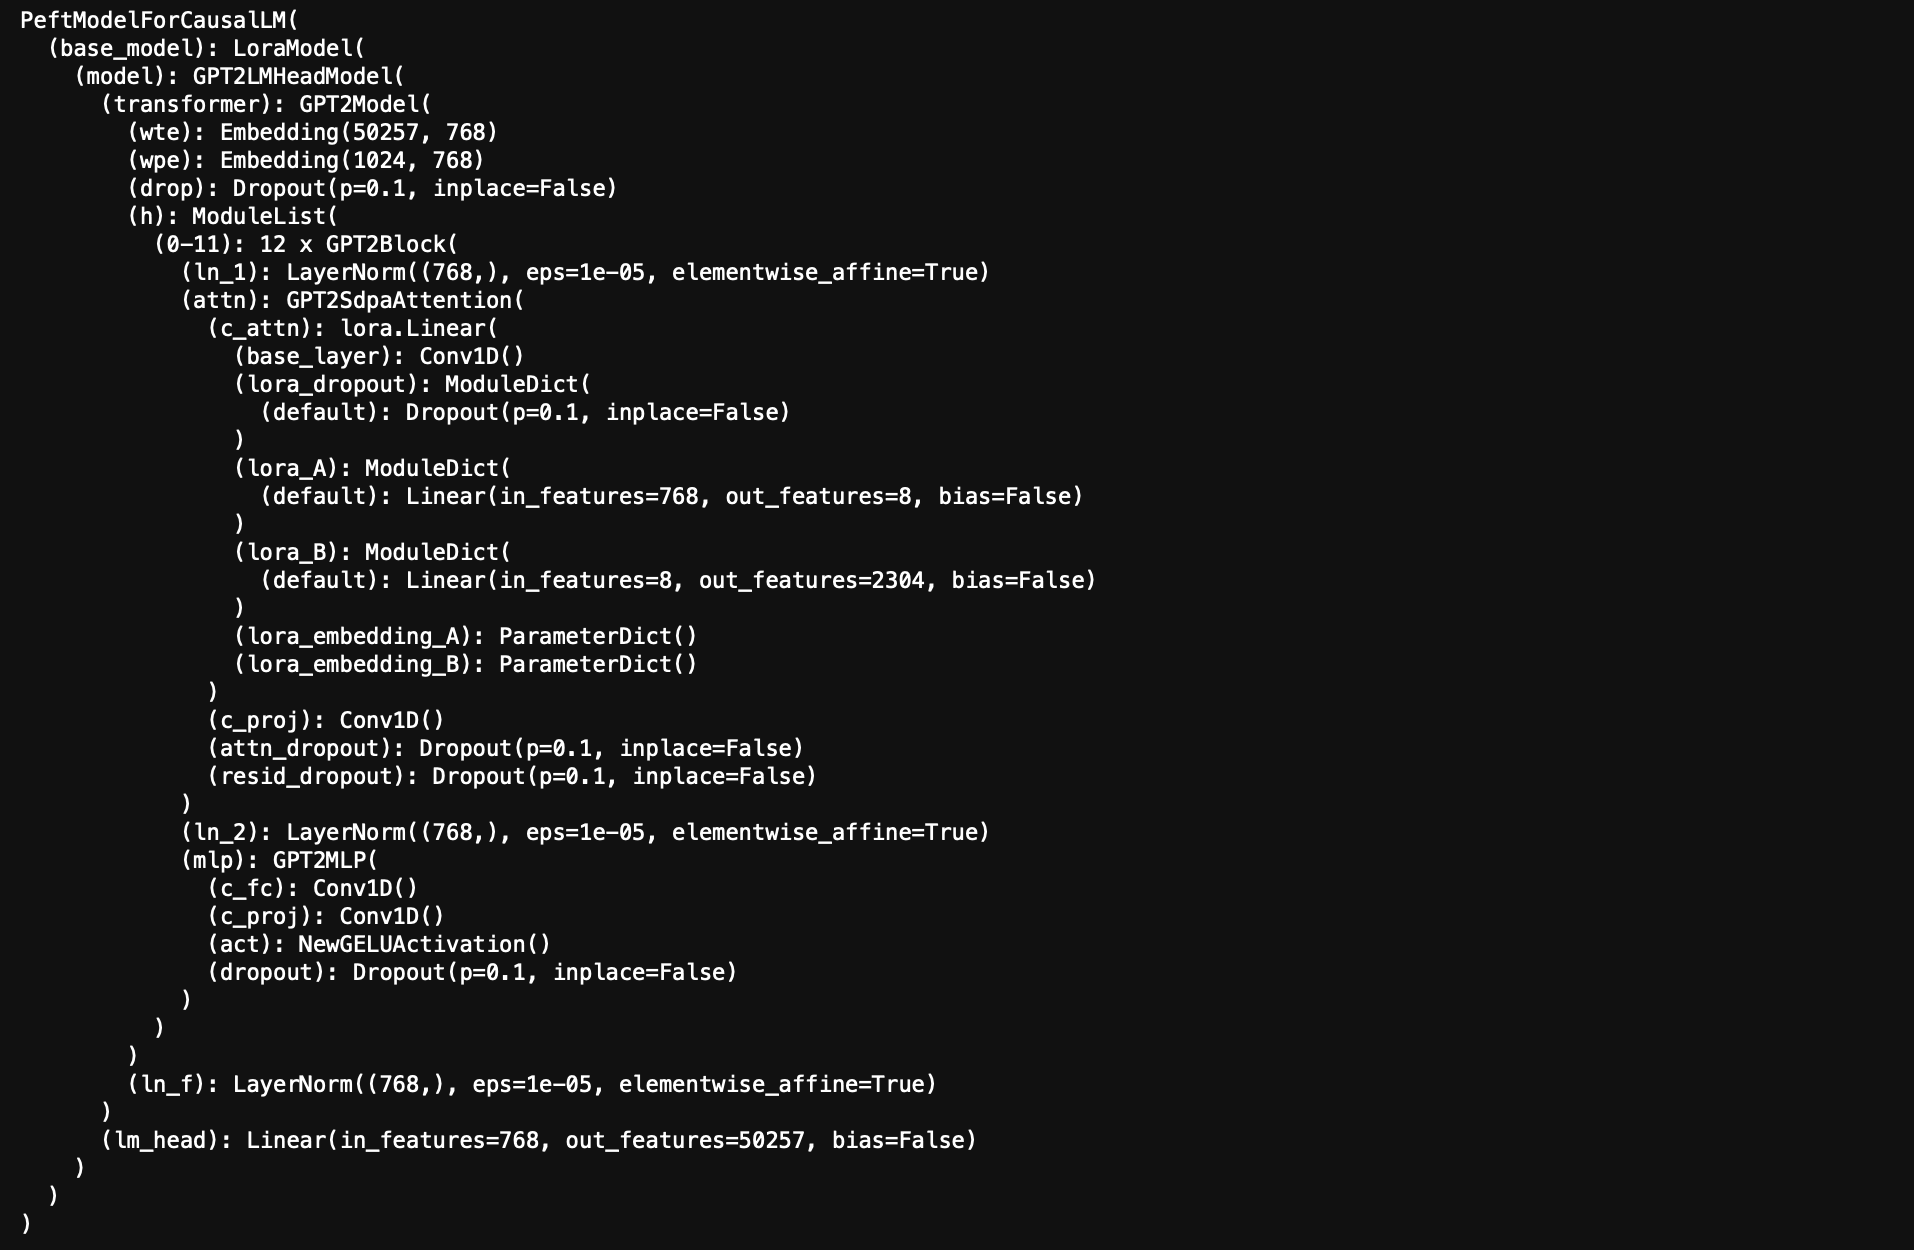 PeftModelForCausalLM(
  (base_model): LoraModel(
    (model): GPT2LMHeadModel(
      (transformer): GPT2Model(
        (wte): Embedding(50257, 768)
        (wpe): Embedding(1024, 768)
        (drop): Dropout(p=0.1, inplace=False)
        (h): ModuleList(
          (0-11): 12 x GPT2Block(
            (ln_1): LayerNorm((768,), eps=1e-05, elementwise_affine=True)
            (attn): GPT2SdpaAttention(
              (c_attn): lora.Linear(
                (base_layer): Conv1D()
                (lora_dropout): ModuleDict(
                  (default): Dropout(p=0.1, inplace=False)
                )
                (lora_A): ModuleDict(
                  (default): Linear(in_features=768, out_features=8, bias=False)
                )
                (lora_B): ModuleDict(
                  (default): Linear(in_features=8, out_features=2304, bias=False)
                )
                (lora_embedding_A): ParameterDict()
                (lora_embedding_B): ParameterDict()
              )
              (c_proj): Conv1D()
              (attn_dropout): Dropout(p=0.1, inplace=False)
              (resid_dropout): Dropout(p=0.1, inplace=False)
            )
            (ln_2): LayerNorm((768,), eps=1e-05, elementwise_affine=True)
            (mlp): GPT2MLP(
              (c_fc): Conv1D()
              (c_proj): Conv1D()
              (act): NewGELUActivation()
              (dropout): Dropout(p=0.1, inplace=False)
            )
          )
        )
        (ln_f): LayerNorm((768,), eps=1e-05, elementwise_affine=True)
      )
      (lm_head): Linear(in_features=768, out_features=50257, bias=False)
    )
  )
)